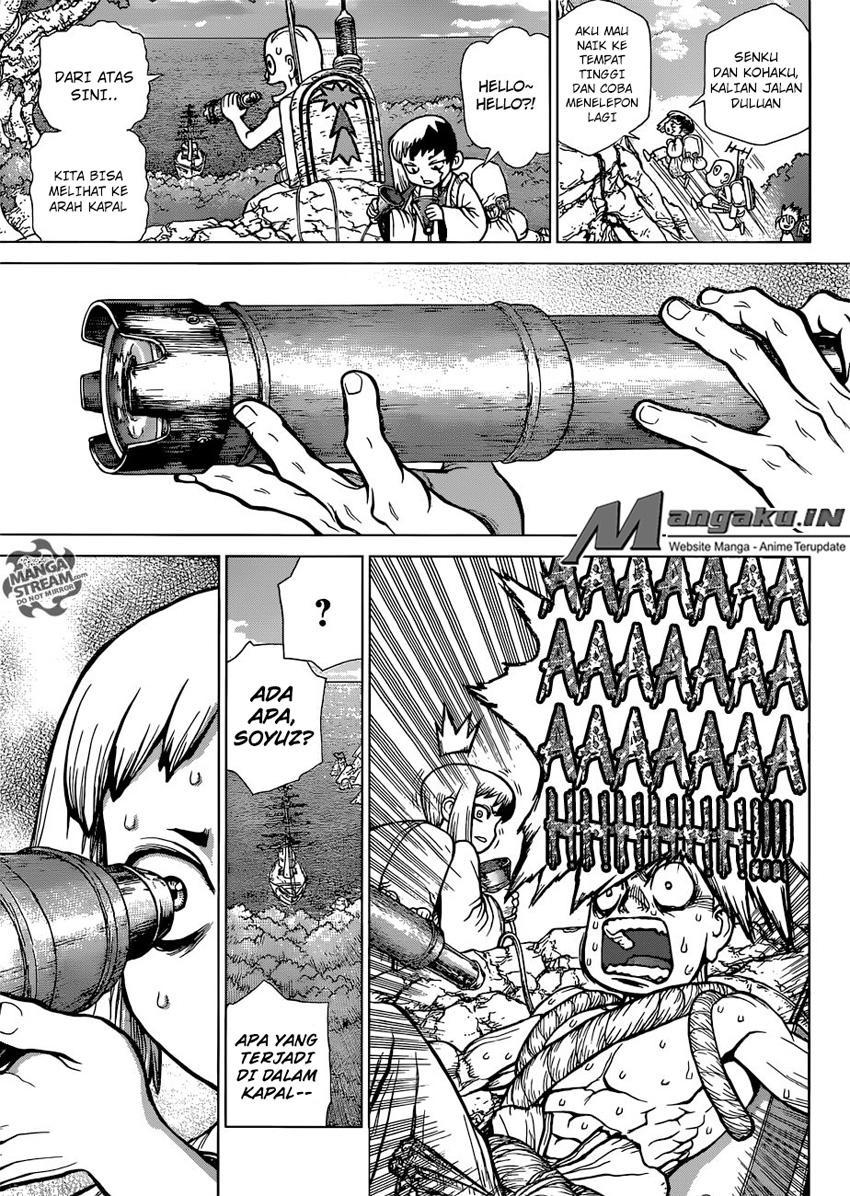 SENKU
DAN KOHAKU,
KALIAN JALAN
DULUAN
AKU MAU
NAIK KE
TEMPAT
TINGGI
DAN COBA
MENELEPON
LAGI
HELLO~
HELLO?!
DARI ATAS
SINI..
KITA BISA
MELIHAT KE
ARAH KAPAL
Mangaku.IN
Website Manga - Anime Terupdate
MANGA
STREAM.com
DO NOT MIRROR!
AAAAAAA
AAAAAAA
AAAAAAA
HHHHHHH!!!!
?
ADA
APA,
SOYUZ?
APA YANG
TERJADI
DI DALAM
KAPAL--